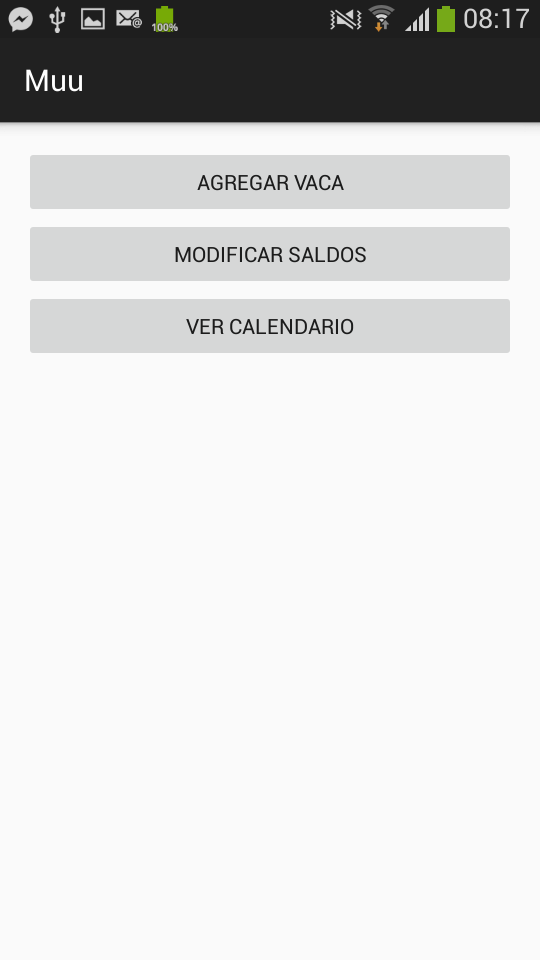 100%
08:17
Muu
AGREGAR VACA
MODIFICAR SALDOS
VER CALENDARIO